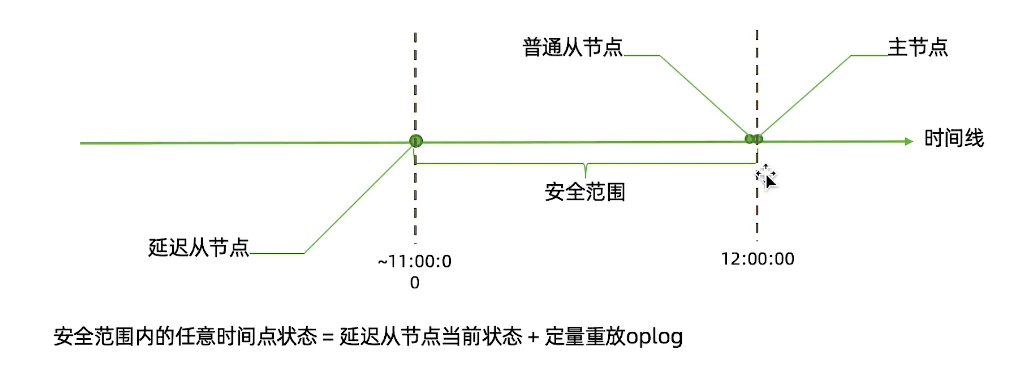 普通从节点
主节点
时间线
安全范围
延迟从节点
~11:00:0
0
12:00:00
安全范围内的任意时间点状态 = 延迟从节点当前状态 + 定量重放oplog